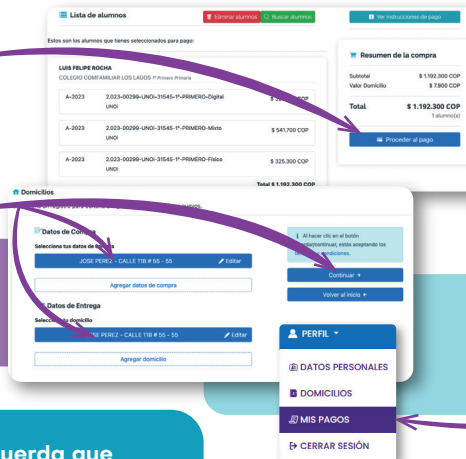 Lista de alumnos
Eliminar alumnos
Buscar alumnos
Estos son los alumnos que tienes seleccionados para pago:
LUIS FELIPE ROCHA
COLEGIO COMFAMILIAR LOS LAGOS 1º Primero Primaria
A-2023 2.023-00299-UNOi-31545-1º-PRIMERO-Digital
UNOi
A-2023 2.023-00299-UNOi-31545-1º-PRIMERO-Mixto
UNOi
$ 541.700 COP
A-2023 2.023-00299-UNOi-31545-1º-PRIMERO-Físico
UNOi
$ 325.300 COP
Total $ 1.192.300 COP
Ver instrucciones de pago
Resumen de la compra
Subtotal $ 1.192.300 COP
Valor Domicilio $ 7.900 COP
Total $ 1.192.300 COP
1 alumno(s)
Proceder al pago
Domicilios
Datos de Compra
Selecciona tus datos de
JOSE PEREZ - CALLE 11B # 55 - 55 Editar
Agregar datos de compra
Datos de Entrega
tu domicilio
PEREZ - CALLE 11B # 55 - 55 Editar
Agregar domicilio
Al hacer clic en el botón
estás aceptando los
condiciones.
Continuar
Volver al inicio
PERFIL
DATOS PERSONALES
DOMICILIOS
MIS PAGOS
CERRAR SESIÓN
que